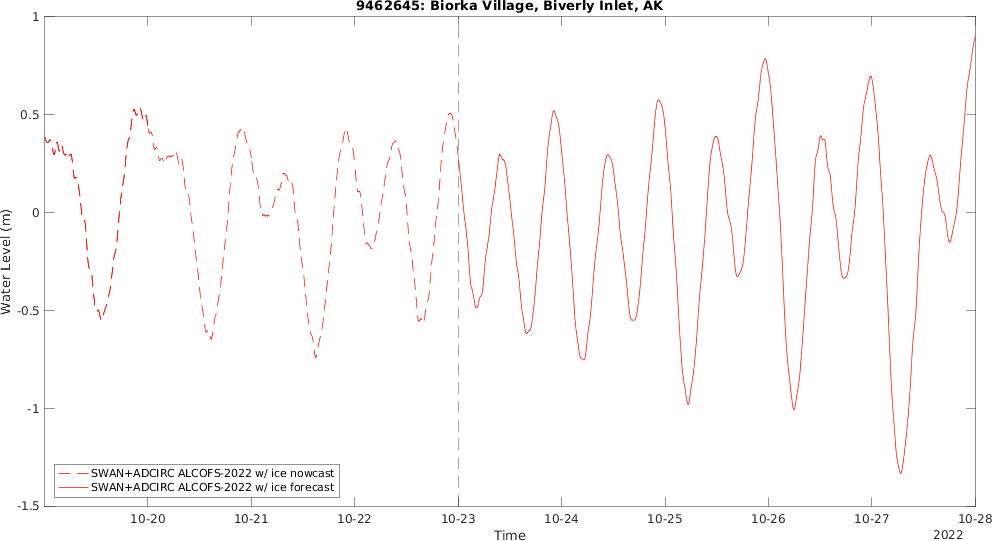 9462645: Biorka Village, Biverly Inlet, AK
Water Level (m)
1
0.5
0
-0.5
-1
-1.5
SWAN+ADCIRC ALCOFS-2022 w/ ice nowcast
SWAN+ADCIRC ALCOFS-2022 w/ ice forecast
10-20 10-21 10-22 10-23 10-24 10-25 10-26 10-27 10-28
Time
2022